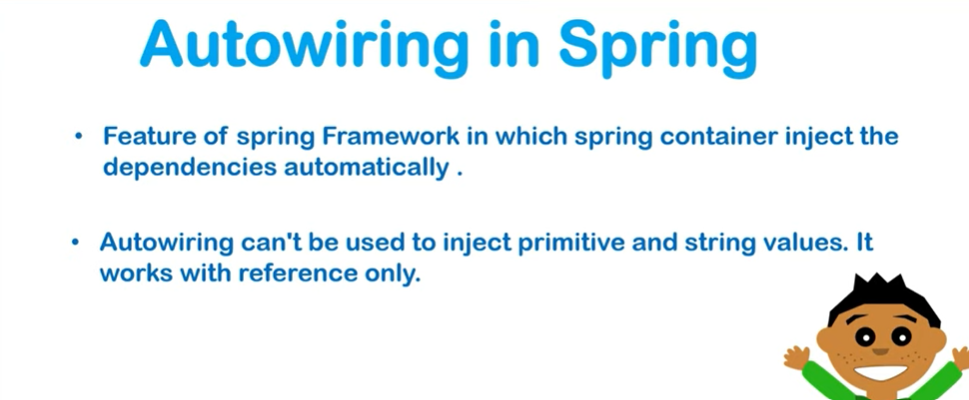 Autowiring in Spring
• Feature of spring Framework in which spring container inject the
dependencies automatically .
• Autowiring can't be used to inject primitive and string values. It
works with reference only.